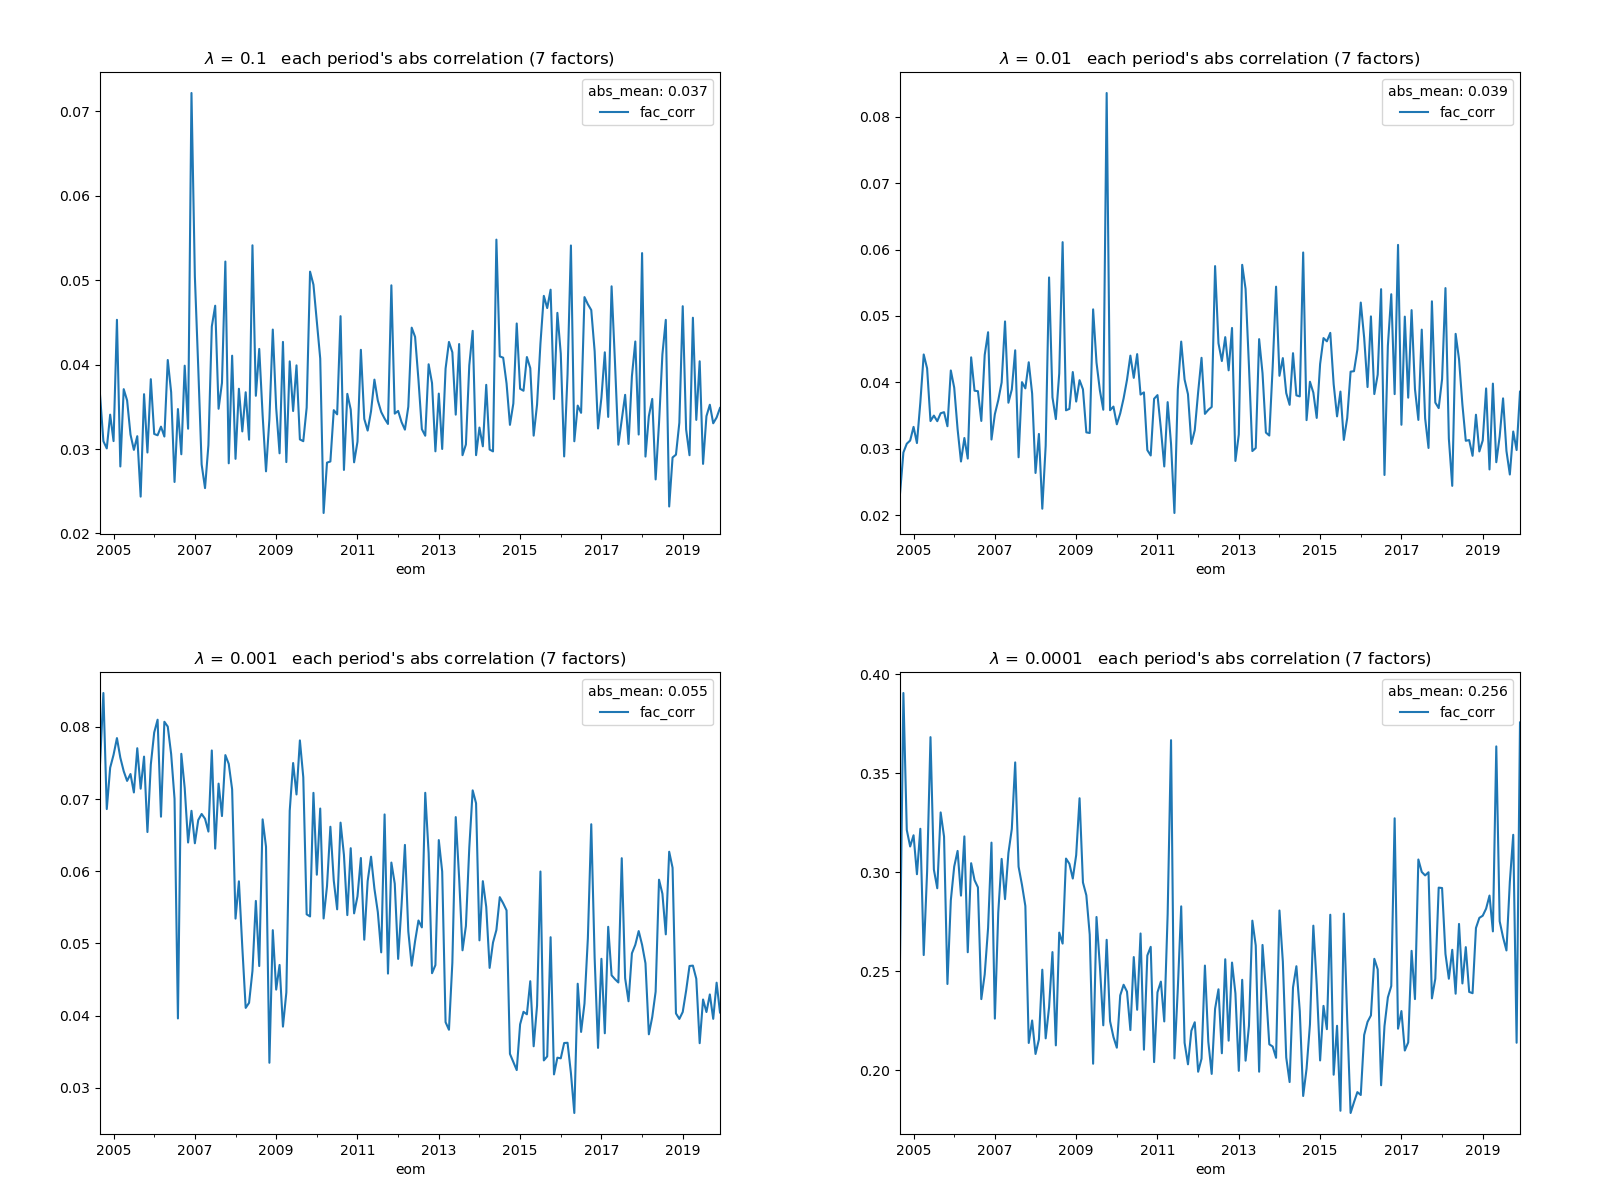 λ = 0.1 each period's abs correlation (7 factors)
abs_mean: 0.037
fac_corr
0.07
0.06
0.05
0.04
0.03
0.02
2005 2007 2009 2011 2013 2015 2017 2019
eom
λ = 0.01 each period's abs correlation (7 factors)
abs_mean: 0.039
fac_corr
0.08
0.07
0.06
0.05
0.04
0.03
0.02
2005 2007 2009 2011 2013 2015 2017 2019
eom
λ = 0.001 each period's abs correlation (7 factors)
abs_mean: 0.055
fac_corr
0.08
0.07
0.06
0.05
0.04
0.03
2005 2007 2009 2011 2013 2015 2017 2019
eom
λ = 0.0001 each period's abs correlation (7 factors)
abs_mean: 0.256
fac_corr
0.40
0.35
0.30
0.25
0.20
2005 2007 2009 2011 2013 2015 2017 2019
eom